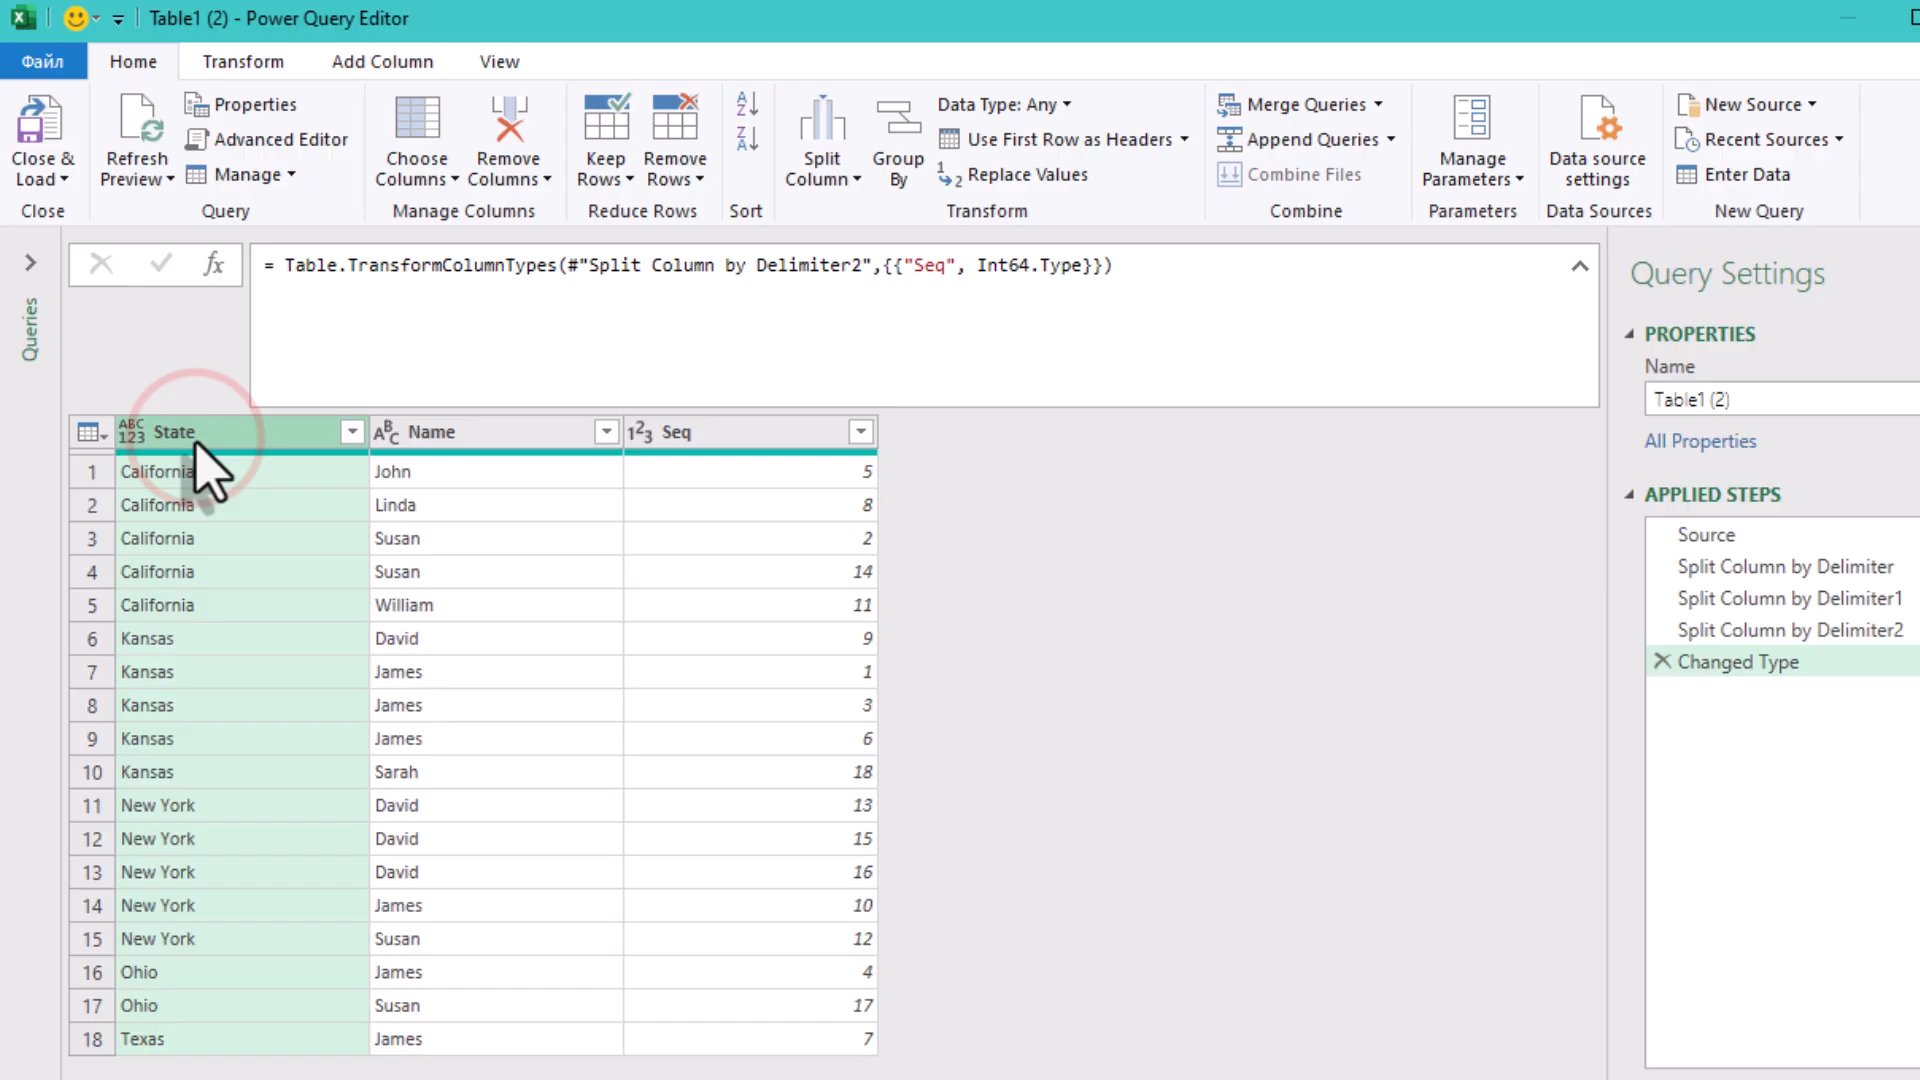 Table1 (2) - Power Query Editor
Файл Home Transform Add Column View
Close & Load
Close
Refresh Preview
Properties
Advanced Editor
Manage
Query
Choose Columns
Remove Columns
Manage Columns
Keep Rows
Remove Rows
Reduce Rows
Sort
Split Column
Group By
Data Type: Any
Use First Row as Headers
Replace Values
Transform
Merge Queries
Append Queries
Combine Files
Combine
Manage Parameters
Parameters
Data source settings
Data Sources
New Source
Recent Sources
Enter Data
New Query
Queries
fx
= Table.TransformColumnTypes(#"Split Column by Delimiter2",{{"Seq", Int64.Type}})
ABC 123 State ABC Name 123 Seq
1 California John 5
2 California Linda 8
3 California Susan 2
4 California Susan 14
5 California William 11
6 Kansas David 9
7 Kansas James 1
8 Kansas James 3
9 Kansas James 6
10 Kansas Sarah 18
11 New York David 13
12 New York David 15
13 New York David 16
14 New York James 10
15 New York Susan 12
16 Ohio James 4
17 Ohio Susan 17
18 Texas James 7
Query Settings
PROPERTIES
Name
Table1 (2)
All Properties
APPLIED STEPS
Source
Split Column by Delimiter
Split Column by Delimiter1
Split Column by Delimiter2
Changed Type